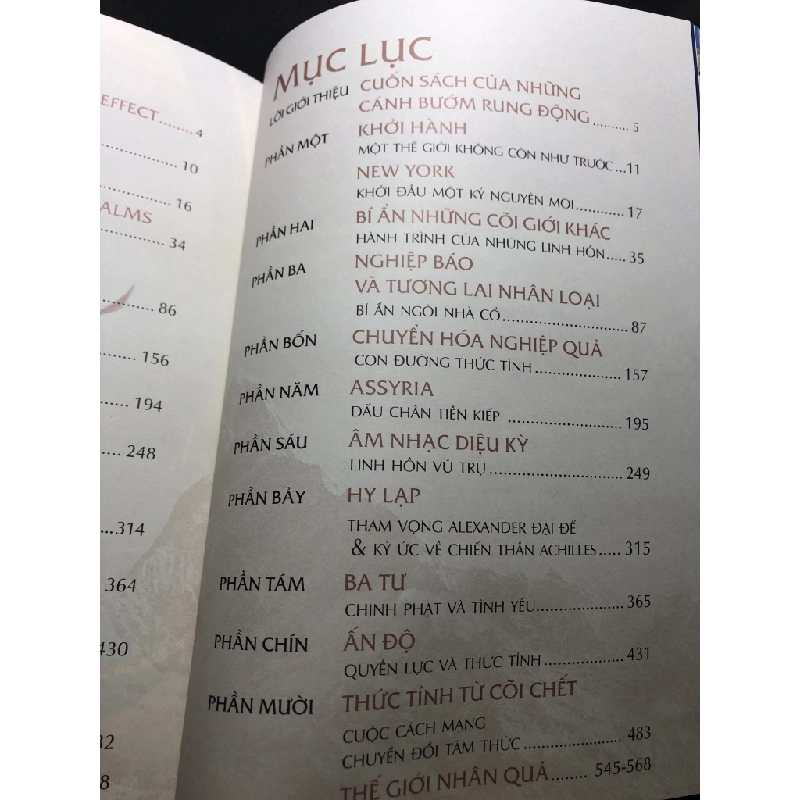 EFFECT........ 4
10
16
ALMS
34
86
156
194
248
314
364
430
MỤC LỤC
LỜI GIỚI THIỆU CUỐN SÁCH CỦA NHỮNG
CÁNH BƯỚM RUNG ĐỘNG.......... 5
PHẦN MỘT KHỞI HÀNH
MỘT THẾ GIỚI KHÔNG CÒN NHƯ TRƯỚC...11
NEW YORK
KHỞI ĐẦU MỘT KỶ NGUYÊN MỚI.......... 17
PHẦN HAI BÍ ẨN NHỮNG CÕI GIỚI KHÁC
HÀNH TRÌNH CỦA NHỮNG LINH HỒN..... 35
PHẦN BA NGHIỆP BÁO
VÀ TƯƠNG LAI NHÂN LOẠI
BÍ ẨN NGÔI NHÀ CỔ.......................... 87
PHẦN BỐN CHUYỂN HÓA NGHIỆP QUẢ
CON ĐƯỜNG THỨC TỈNH.................. 157
PHẦN NĂM ASSYRIA
DẤU CHÂN TIỀN KIẾP ....................... 195
PHẦN SÁU ÂM NHẠC DIỆU KỲ
LINH HỒN VŨ TRỤ............................ 249
PHẦN BẢY HY LẠP
THAM VỌNG ALEXANDER ĐẠI ĐẾ
& KÝ ỨC VỀ CHIẾN THẦN ACHILLES..... 315
PHẦN TÁM BA TƯ
CHINH PHẠT VÀ TÌNH YÊU.................. 365
PHẦN CHÍN ẤN ĐỘ
QUYỀN LỰC VÀ THỨC TỈNH................. 431
PHẦN MƯỜI THỨC TỈNH TỪ CÕI CHẾT
CUỘC CÁCH MẠNG
CHUYỂN ĐỔI TÂM THỨC.................... 483
THẾ GIỚI NHÂN QUẢ........ 545-568